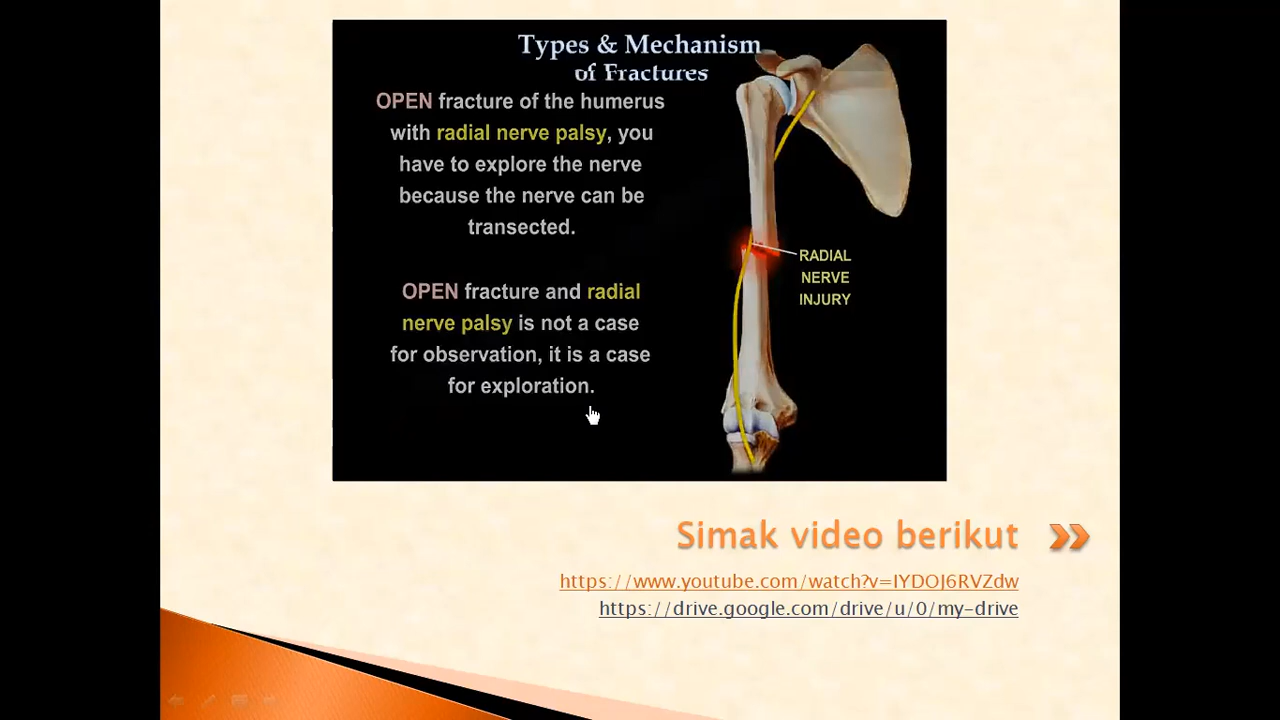 Types & Mechanism
of Fractures
OPEN fracture of the humerus
with radial nerve palsy, you
have to explore the nerve
because the nerve can be
transected.
OPEN fracture and radial
nerve palsy is not a case
for observation, it is a case
for exploration.
RADIAL
NERVE
INJURY
Simak video berikut
https://www.youtube.com/watch?v=IYDOJ6RVZdw
https://drive.google.com/drive/u/0/my-drive